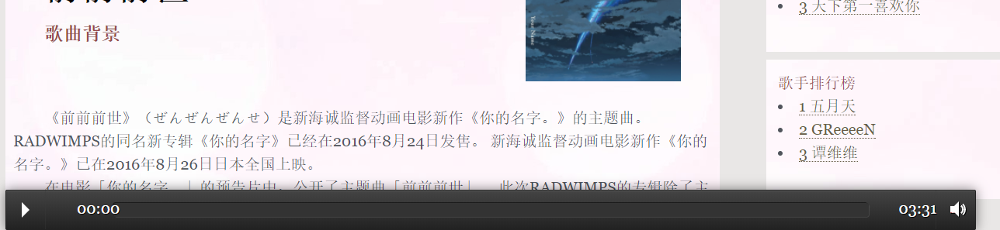 前前前世
歌曲背景
Your Name
《前前前世》（ぜんぜんぜんせ）是新海诚监督动画电影新作《你的名字。》的主题曲。
RADWIMPS的同名新专辑《你的名字》已经在2016年8月24日发售。 新海诚监督动画电影新作《你的
名字。》已在2016年8月26日日本全国上映。
在电影「你的名字。」的预告片中，公开了主题曲「前前前世」 。此次RADWIMPS的专辑除了主
3 天下第一喜欢你
歌手排行榜
1 五月天
2 GReeeeN
3 谭维维
00:00
03:31